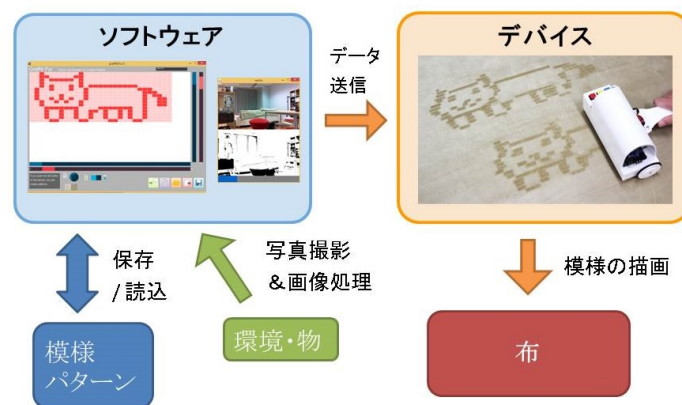 ソフトウェア
データ
送信
デバイス
保存
/読込
写真撮影
&画像処理
模様の描画
模様
パターン
環境・物
布